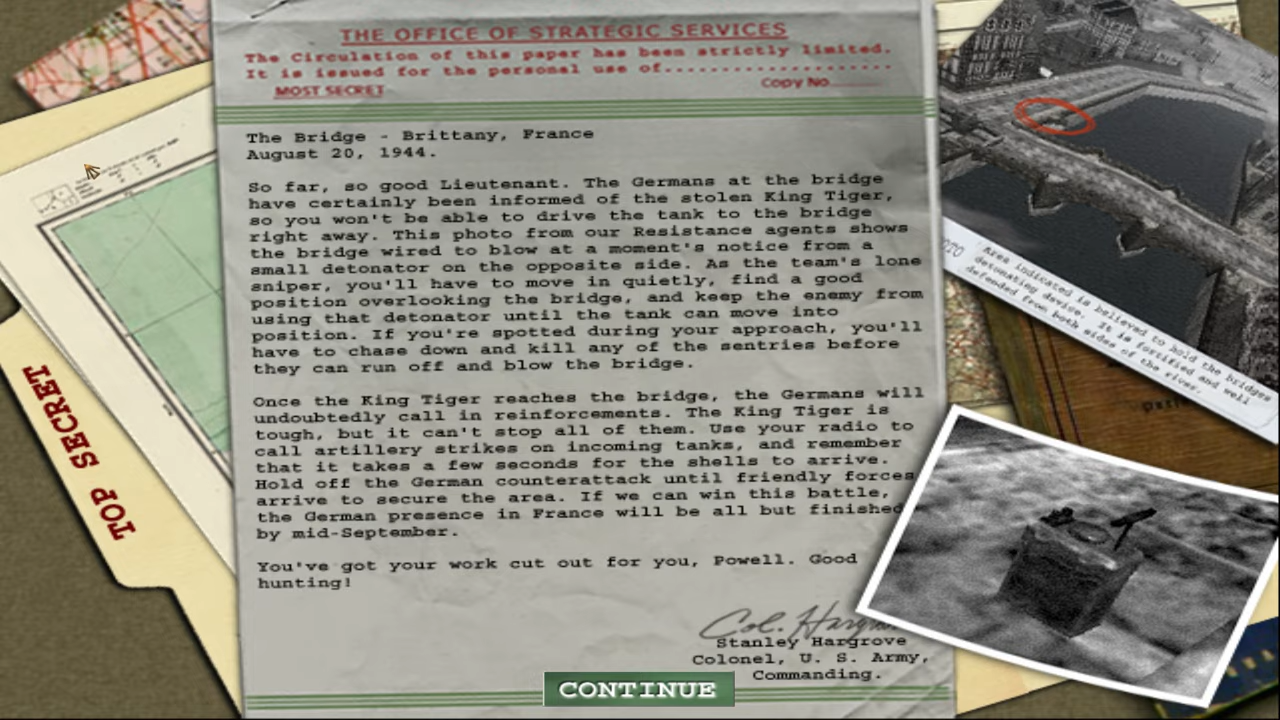 THE OFFICE OF STRATEGIC SERVICES
The Circulation of this paper has been strictly limited.
It is issued for the personal use of....................
MOST SECRET
Copy No.......
The Bridge - Brittany, France
August 20, 1944.
So far, so good Lieutenant. The Germans at the bridge
have certainly been informed of the stolen King Tiger,
so you won't be able to drive the tank to the bridge
right away. This photo from our Resistance agents shows
the bridge wired to blow at a moment's notice from a
small detonator on the opposite side. As the team's lone
sniper, you'll have to move in quietly, find a good
position overlooking the bridge, and keep the enemy from
using that detonator until the tank can move into
position. If you're spotted during your approach, you'll
have to chase down and kill any of the sentries before
they can run off and blow the bridge.
Once the King Tiger reaches the bridge, the Germans will
undoubtedly call in reinforcements. The King Tiger is
tough, but it can't stop all of them. Use your radio to
call artillery strikes on incoming tanks, and remember
that it takes a few seconds for the shells to arrive.
Hold off the German counterattack until friendly forces
arrive to secure the area. If we can win this battle,
the German presence in France will be all but finished
by mid-September.
You've got your work cut out for you, Powell. Good
hunting!
Col. Hargro
Stanley Hargrove
Colonel, U. S. Army,
Commanding.
CONTINUE
TOP SECRET
Area indicated is believed to hold the bridges
detonating device. It is fortified and well
defended from both sides of the river.